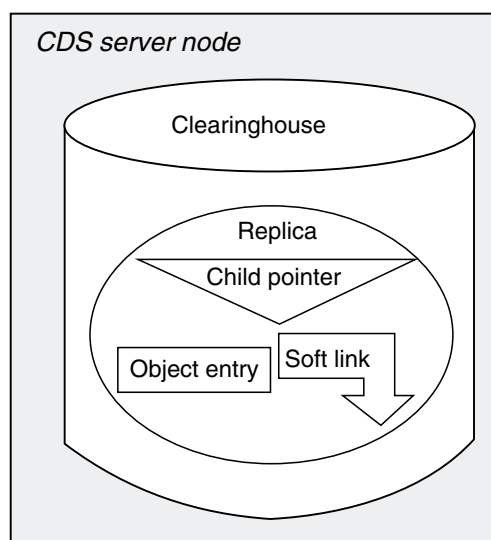 CDS server node
Clearinghouse
Replica
Child pointer
Object entry
Soft link